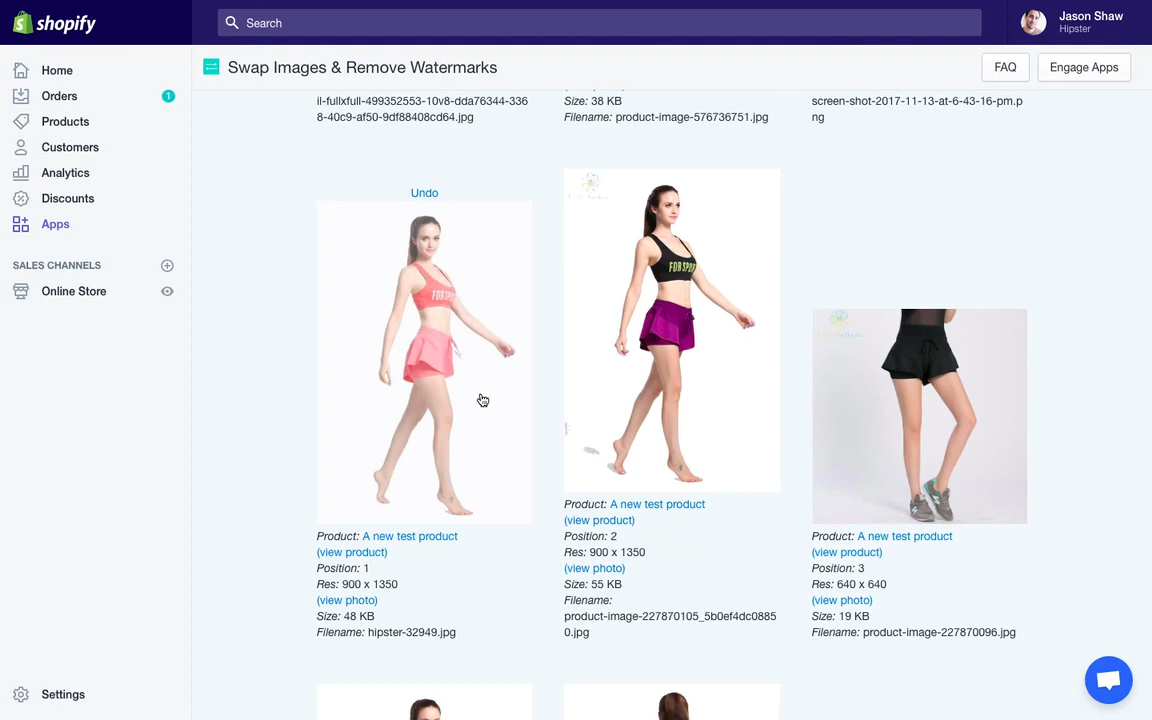 shopify
Search
Jason Shaw
Hipster
Swap Images & Remove Watermarks
FAQ
Engage Apps
Home
Orders
1
Products
Customers
Analytics
Discounts
Apps
SALES CHANNELS
Online Store
Settings
il-fullxfull-499352553-10v8-dda76344-336
8-40c9-af50-9df88408cd64.jpg
Size: 38 KB
Filename: product-image-576736751.jpg
screen-shot-2017-11-13-at-6-43-16-pm.p
ng
Undo
FOR SPO
Product: A new test product
(view product)
Position: 1
Res: 900 x 1350
(view photo)
Size: 48 KB
Filename: hipster-32949.jpg
FOR SPO
Product: A new test product
(view product)
Position: 2
Res: 900 x 1350
(view photo)
Size: 55 KB
Filename:
product-image-227870105_5b0ef4dc0885
0.jpg
Product: A new test product
(view product)
Position: 3
Res: 640 x 640
(view photo)
Size: 19 KB
Filename: product-image-227870096.jpg